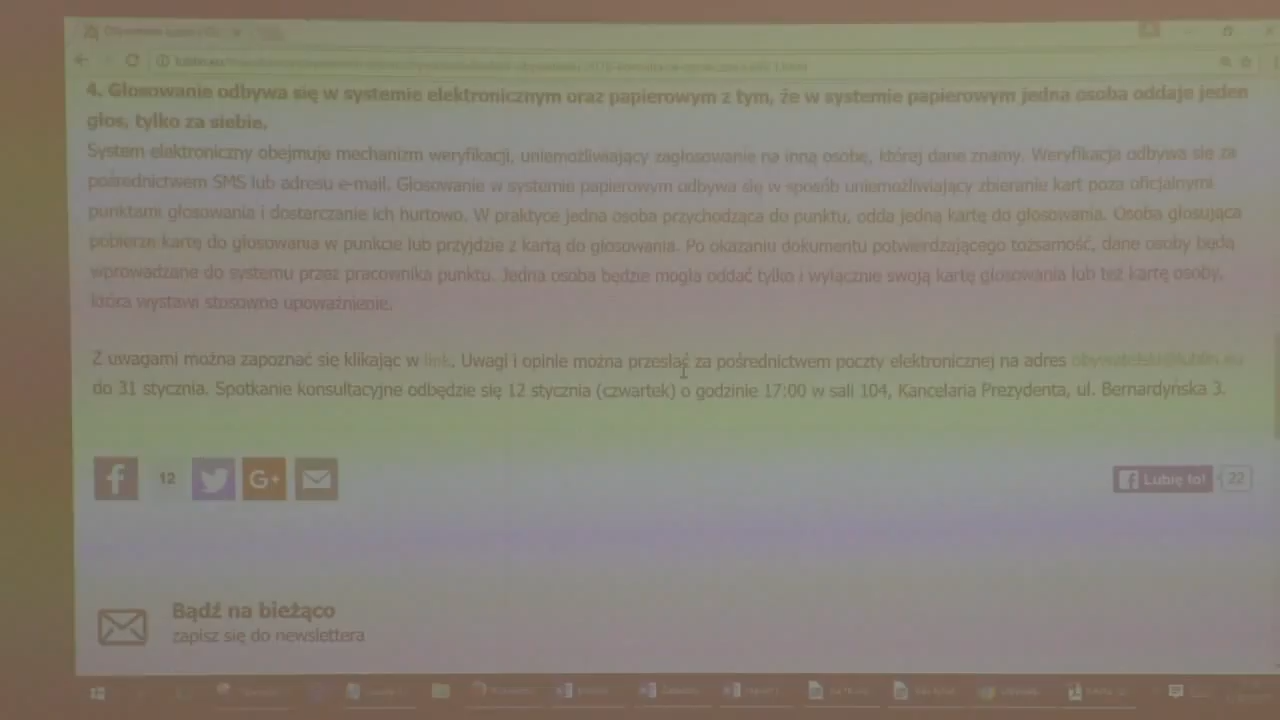 lublin.eu
4. Głosowanie odbywa się w systemie elektronicznym oraz papierowym z tym, że w systemie papierowym jedna osoba oddaje jeden
głos, tylko za siebie.
System elektroniczny obejmuje mechanizm weryfikacji, uniemożliwiający zagłosowanie na inną osobę, której dane znamy. Weryfikacja odbywa sie za
pośrednictwem SMS lub adresu e-mail. Głosowanie w systemie papierowym odbywa się w sposób uniemożliwiający zbieranie kart poza oficjalnymi
punktami głosowania i dostarczanie ich hurtowo. W praktyce jedna osoba przychodząca do punktu, odda jedną kartę do głosowania. Osoba głosująca
pobierze kartę do głosowania w punkcie lub przyjdzie z kartą do głosowania. Po okazaniu dokumentu potwierdzającego tożsamość, dane osoby będą
wprowadzane do systemu przez pracownika punktu. Jedna osoba będzie mogła oddać tylko i wyłącznie swoją kartę głosowania lub też kartę osoby,
która wystawi stosowne upoważnienie.
Z uwagami można zapoznać się klikając w link. Uwagi i opinie można przesłać za pośrednictwem poczty elektronicznej na adres obywatelski@lublin.eu
do 31 stycznia. Spotkanie konsultacyjne odbędzie się 12 stycznia (czwartek) o godzinie 17:00 w sali 104, Kancelaria Prezydenta, ul. Bernardyńska 3.
12 G+ Lubię to! 22
Bądź na bieżąco
zapisz się do newslettera